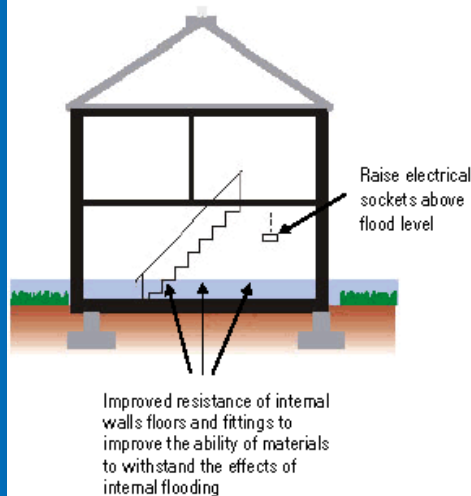 Raise electrical
sockets above
flood level
Improved resistance of internal
walls floors and fittings to
improve the ability of materials
to withstand the effects of
internal flooding